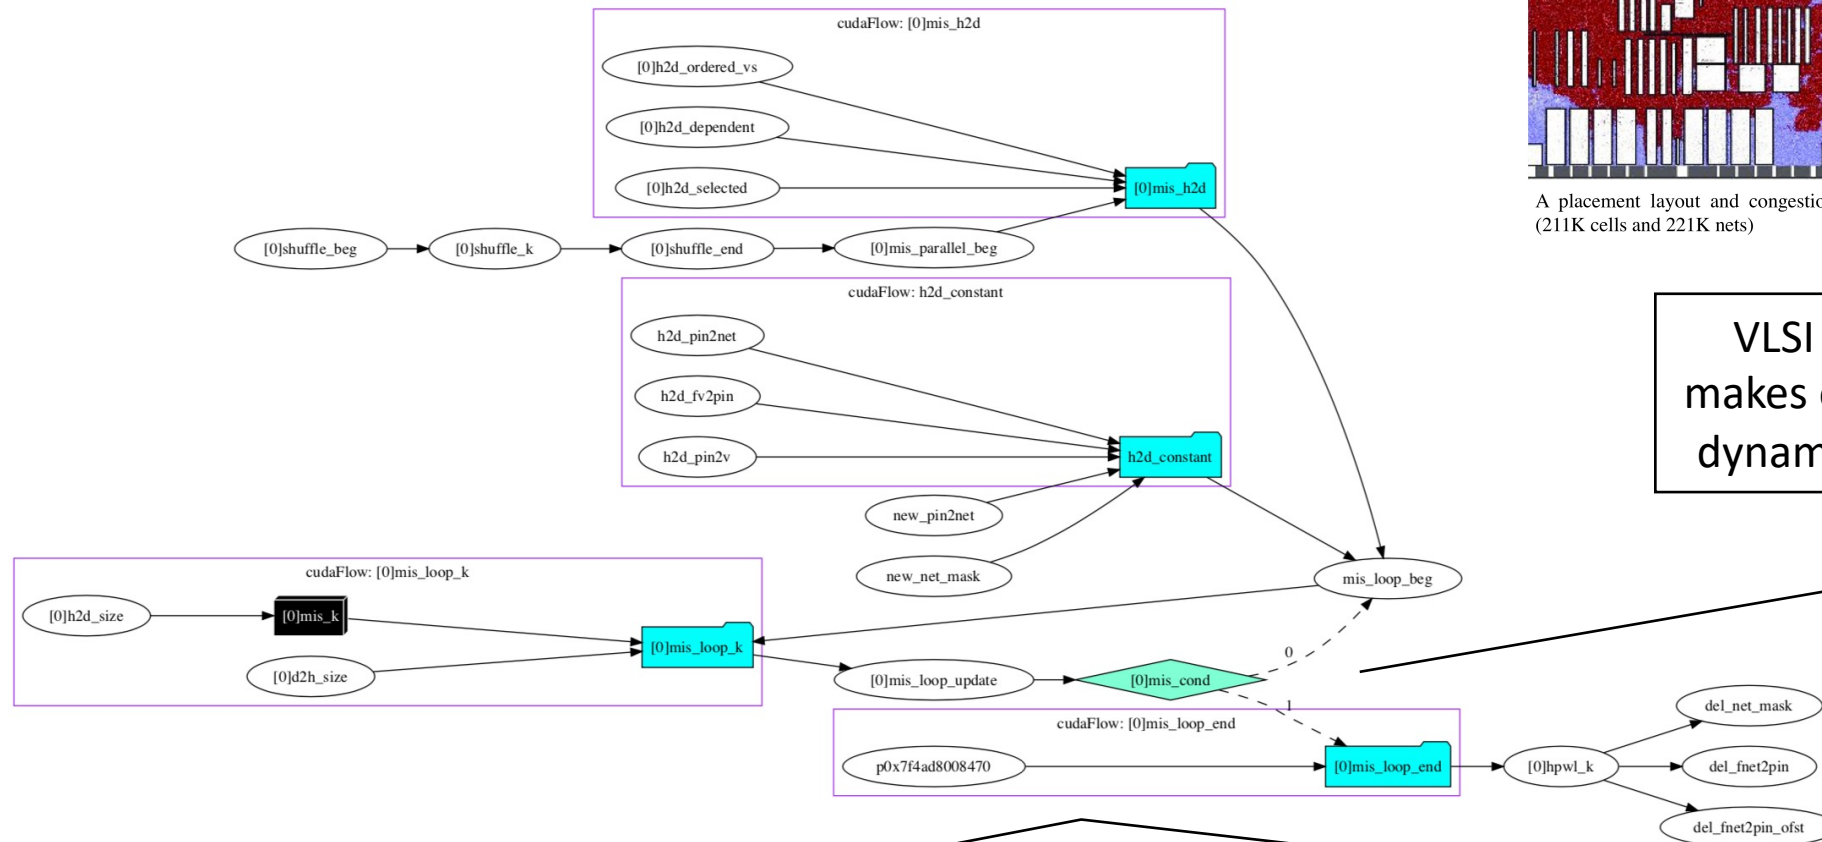 cudaFlow: [0]mis_h2d
[0]h2d_ordered_vs
[0]h2d_dependent
[0]h2d_selected
[0]mis_h2d
[0]shuffle_beg
[0]shuffle_k
[0]shuffle_end
[0]mis_parallel_beg
A placement layout and congestio
(211K cells and 221K nets)
cudaFlow: h2d_constant
h2d_pin2net
h2d_fv2pin
h2d_pin2v
h2d_constant
new_pin2net
new_net_mask
VLSI
makes
dynam
mis_loop_beg
cudaFlow: [0]mis_loop_k
[0]h2d_size
[0]mis_k
[0]d2h_size
[0]mis_loop_k
[0]mis_loop_update
[0]mis_cond
0
1
cudaFlow: [0]mis_loop_end
p0x7f4ad8008470
[0]mis_loop_end
[0]hpwl_k
del_net_mask
del_fnet2pin
del_fnet2pin_ofst